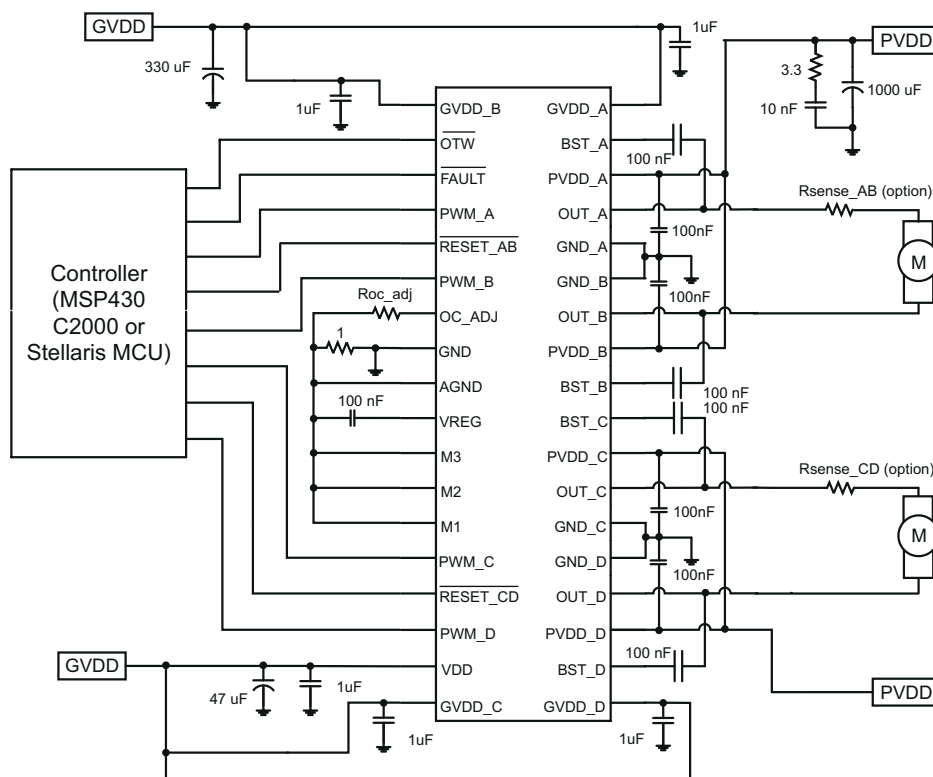 GVDD
330 uF
1uF
1uF
PVDD
3.3
10 nF
1000 uF
GVDD_B
GVDD_A
OTW
BST_A
100 nF
FAULT
PVDD_A
PWM_A
OUT_A
Rsense_AB (option)
100nF
RESET_AB
GND_A
M
Controller
(MSP430
C2000 or
Stellaris MCU)
PWM_B
GND_B
100nF
Roc_adj
OC_ADJ
OUT_B
1
GND
PVDD_B
AGND
BST_B
100 nF
100 nF
100 nF
VREG
BST_C
M3
PVDD_C
Rsense_CD (option)
M2
OUT_C
100nF
M1
GND_C
M
PWM_C
GND_D
100nF
RESET_CD
OUT_D
PWM_D
PVDD_D
100 nF
GVDD
VDD
BST_D
47 uF
1uF
PVDD
GVDD_C
GVDD_D
1uF
1uF